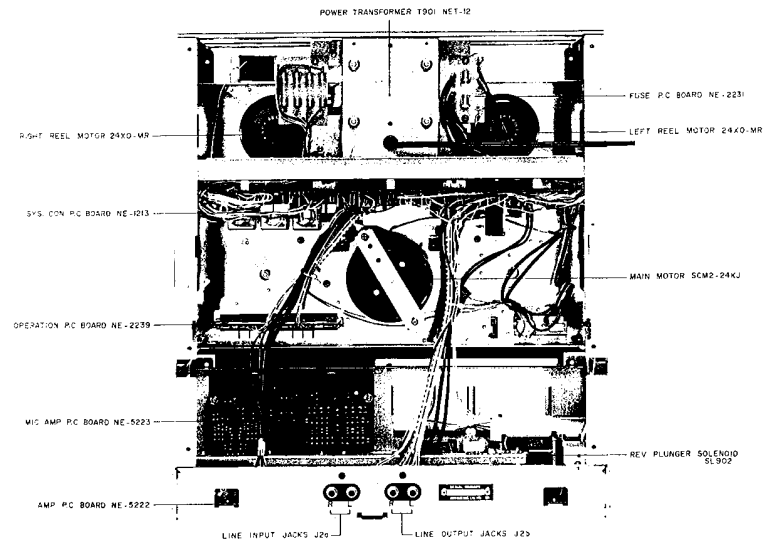 POWER TRANSFORMER T901 NET-12
FUSE P.C BOARD NE-2231
RIGHT REEL MOTOR 24X0-MR
LEFT REEL MOTOR 24X0-MR
SYS. CON P.C BOARD NE-1213
MAIN MOTOR SCM2-24KJ
OPERATION P.C BOARD NE-2239
MIC AMP P.C BOARD NE-5223
REV PLUNGER SOLENOID
SL902
AMP P.C BOARD NE-5222
R L R L
LINE INPUT JACKS J2a
LINE OUTPUT JACKS J2b